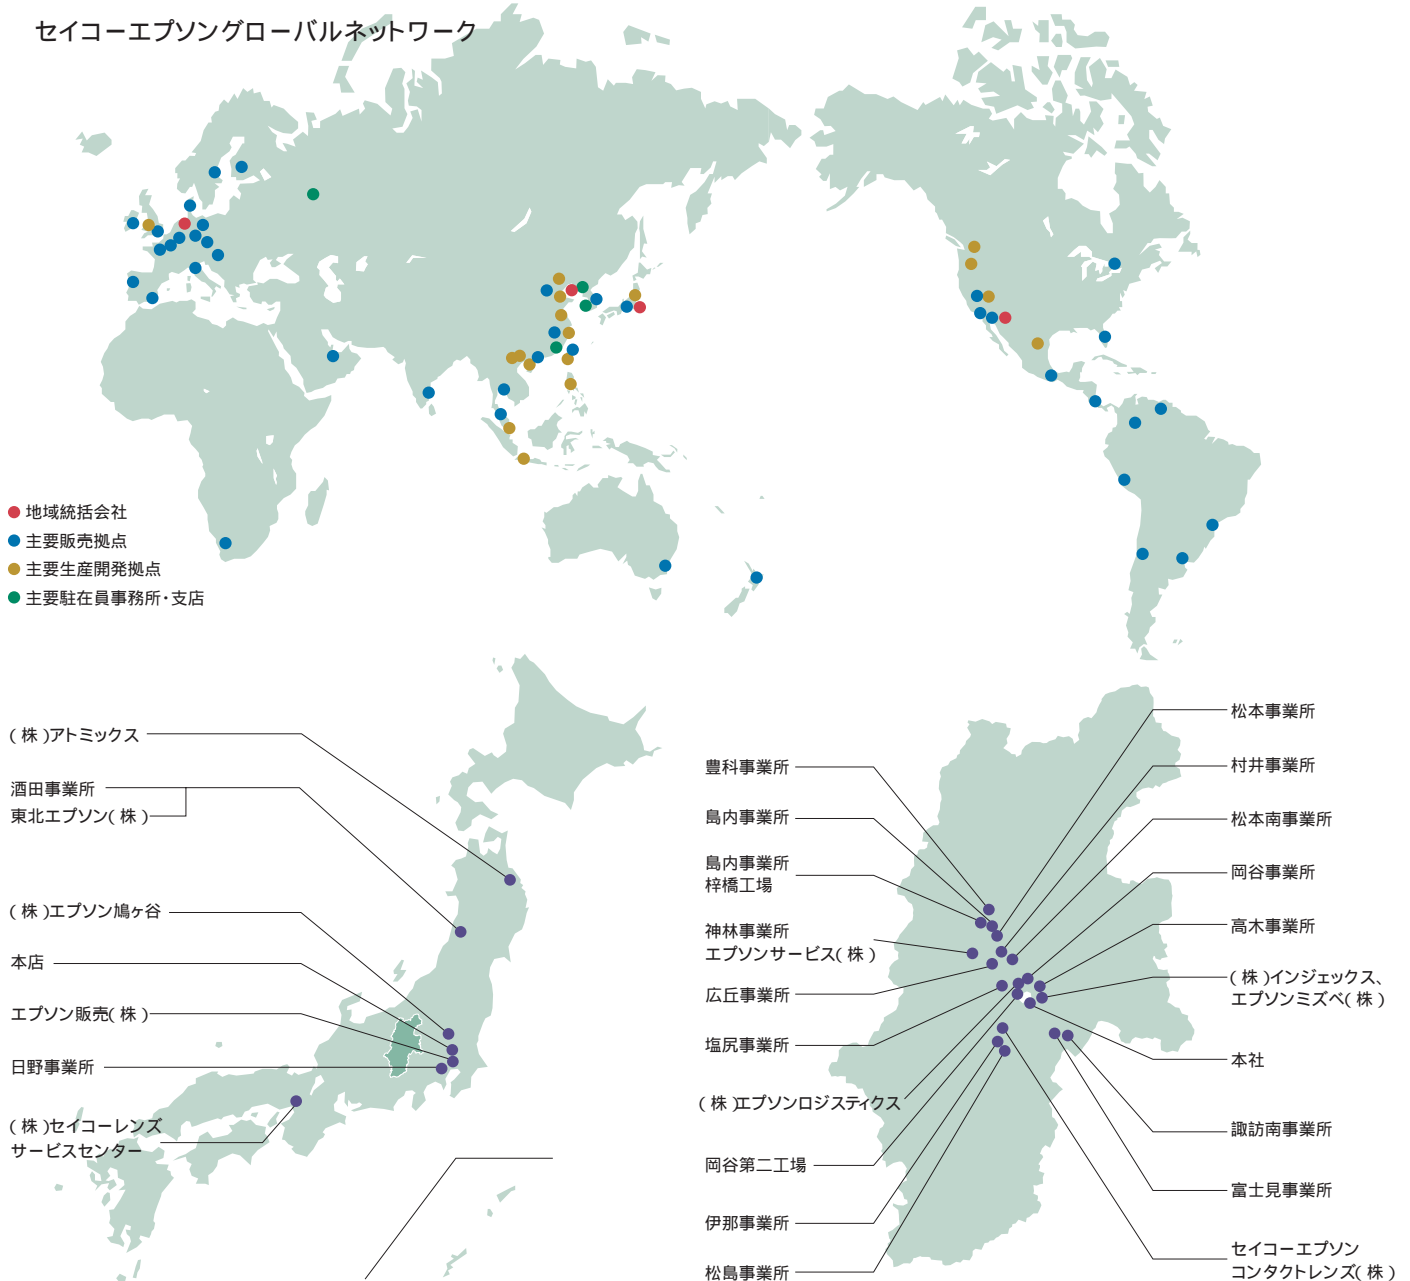 セイコーエプソングローバルネットワーク
地域統括会社
主要販売拠点
主要生産開発拠点
主要駐在員事務所・支店
(株)アトミックス
酒田事業所
東北エプソン(株)
(株)エプソン鳩ヶ谷
本店
エプソン販売(株)
日野事業所
(株)セイコーレンズ
サービスセンター
豊科事業所
島内事業所
島内事業所
梓橋工場
神林事業所
エプソンサービス(株)
広丘事業所
塩尻事業所
(株)エプソンロジスティクス
岡谷第二工場
伊那事業所
松島事業所
松本事業所
村井事業所
松本南事業所
岡谷事業所
高木事業所
(株)インジェックス、
エプソンミズベ(株)
本社
諏訪南事業所
富士見事業所
セイコーエプソン
コンタクトレンズ(株)